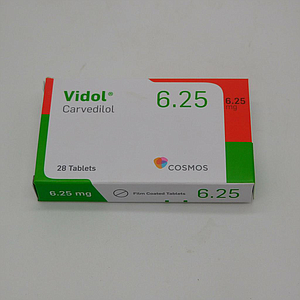 Vidol®
Carvedilol
6.25
6.25
mg
28 Tablets
COSMOS
6.25 mg
Film Coated Tablets
6.25